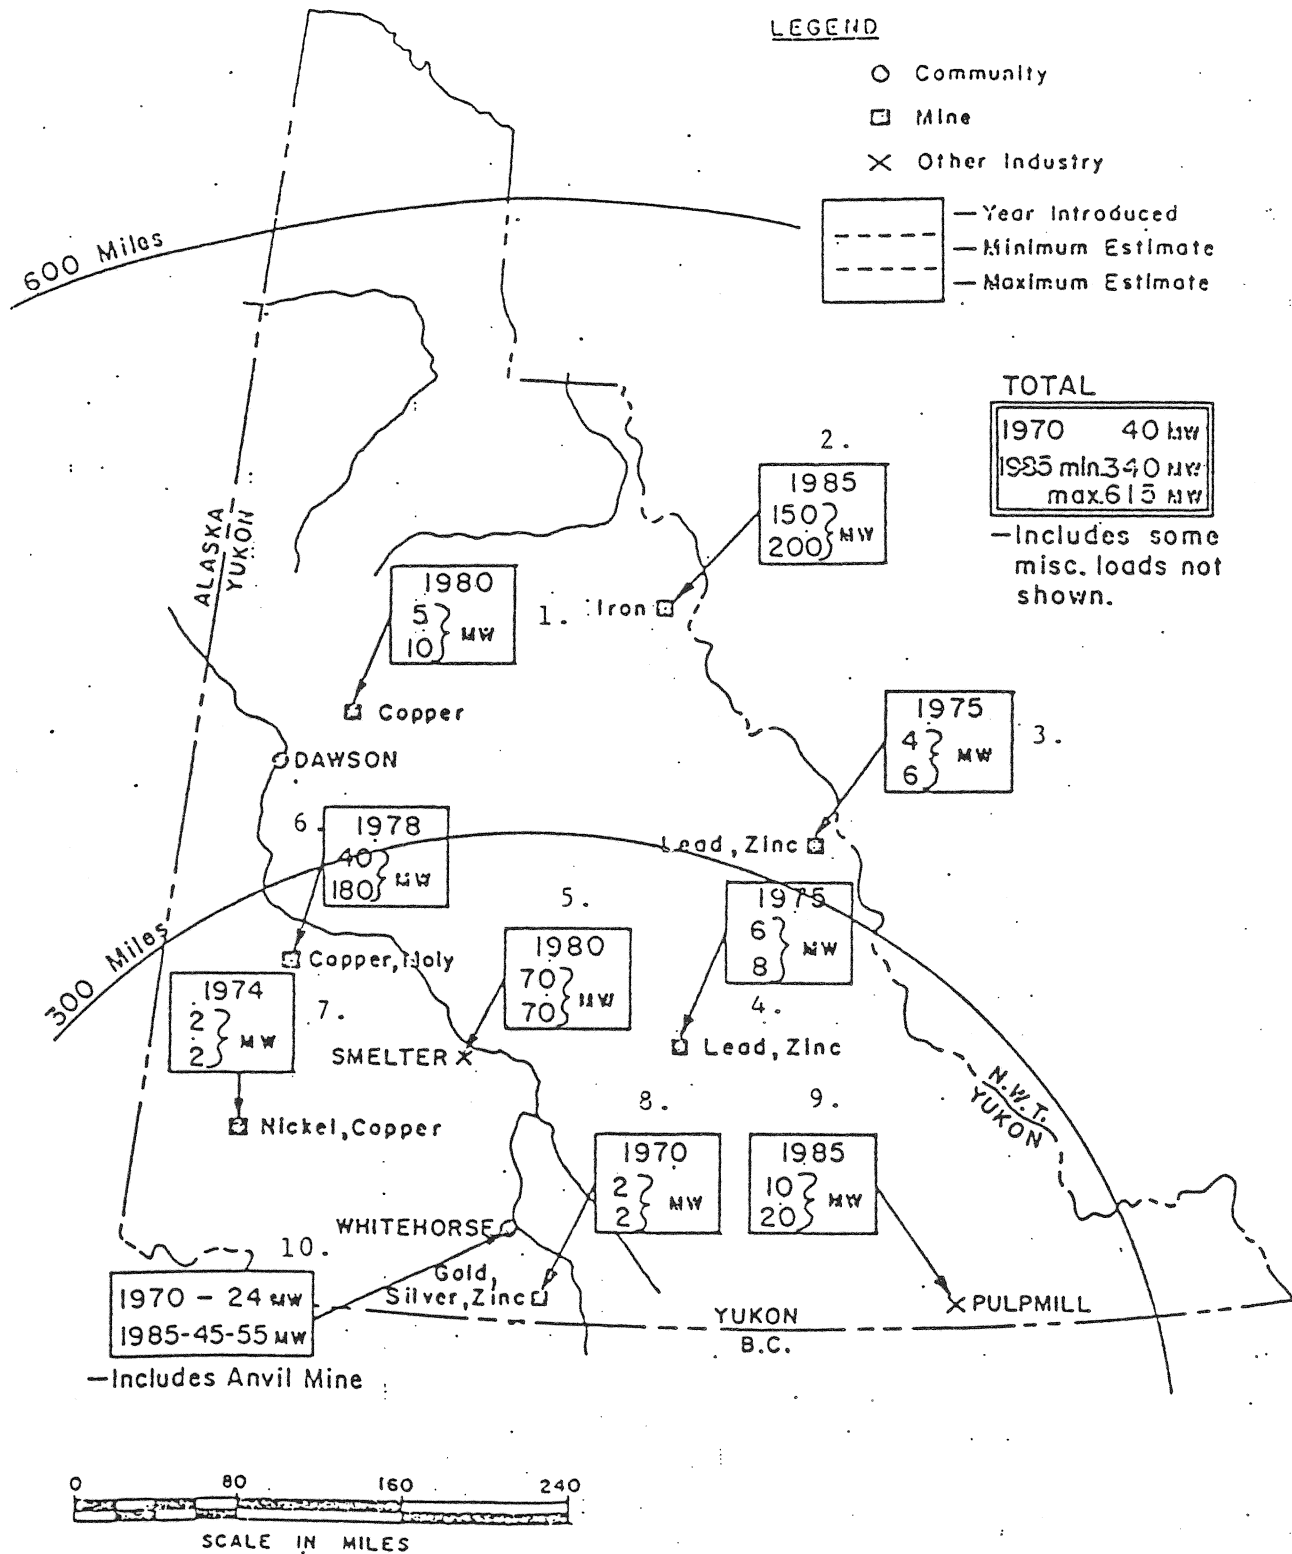 LEGEND
Community
Mine
Other Industry
— Year Introduced
— Minimum Estimate
— Maximum Estimate
600 Miles
TOTAL
1970 40 MW
1985 min. 340 MW
max. 615 MW
—Includes some
misc. loads not
shown.
2.
1985
150
200 } MW
ALASKA
YUKON
1980
5
10 } MW
1.
Iron
Copper
1975
4
6 } MW
3.
DAWSON
6.
1978
40
180 } MW
Lead, Zinc
5.
1975
6
8 } MW
300 Miles
Copper, Moly
1980
70
70 } MW
1974
2
2 } MW
7.
4.
SMELTER
Lead, Zinc
N.W.T.
YUKON
Nickel, Copper
8.
9.
1970
2
2 } MW
1985
10
20 } MW
WHITEHORSE
10.
Gold,
Silver, Zinc
1970 - 24 MW
1985-45-55 MW
—Includes Anvil Mine
YUKON
B.C.
PULPMILL
0 80 160 240
SCALE IN MILES